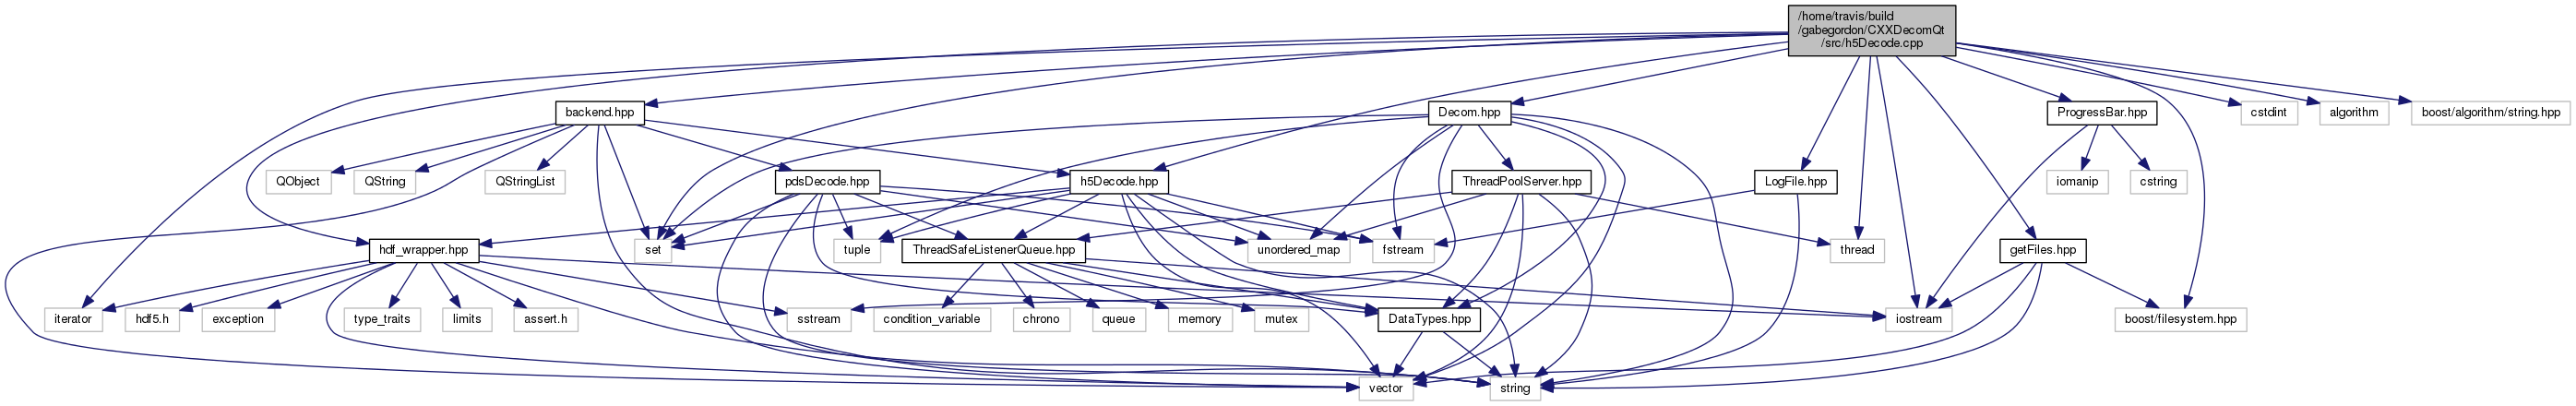 /home/travis/build
/gabegordon/CXXDecomQt
/src/h5Decode.cpp
backend.hpp
Decom.hpp
ProgressBar.hpp
cstdint
algorithm
boost/algorithm/string.hpp
QObject
QString
QStringList
pdsDecode.hpp
h5Decode.hpp
ThreadPoolServer.hpp
LogFile.hpp
iomanip
cstring
hdf_wrapper.hpp
set
tuple
ThreadSafeListenerQueue.hpp
unordered_map
fstream
thread
getFiles.hpp
iterator
hdf5.h
exception
type_traits
limits
assert.h
sstream
condition_variable
chrono
queue
memory
mutex
DataTypes.hpp
iostream
boost/filesystem.hpp
vector
string